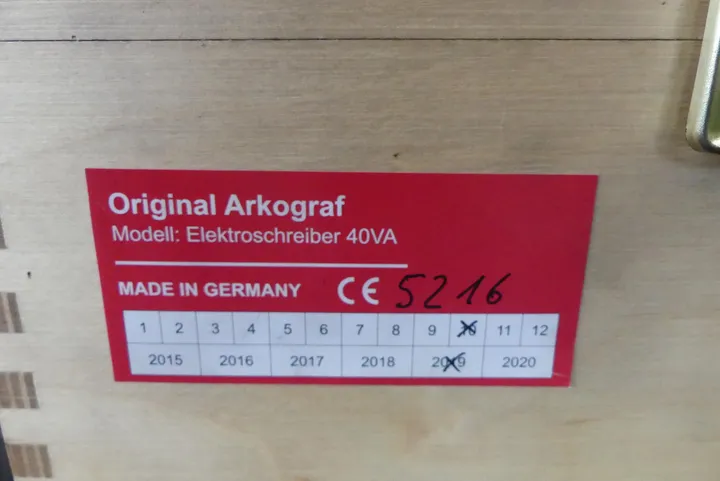 Original Arkograf
Modell: Elektroschreiber 40VA
MADE IN GERMANY CE 5216
1 2 3 4 5 6 7 8 9 10 11 12
2015 2016 2017 2018 2019 2020